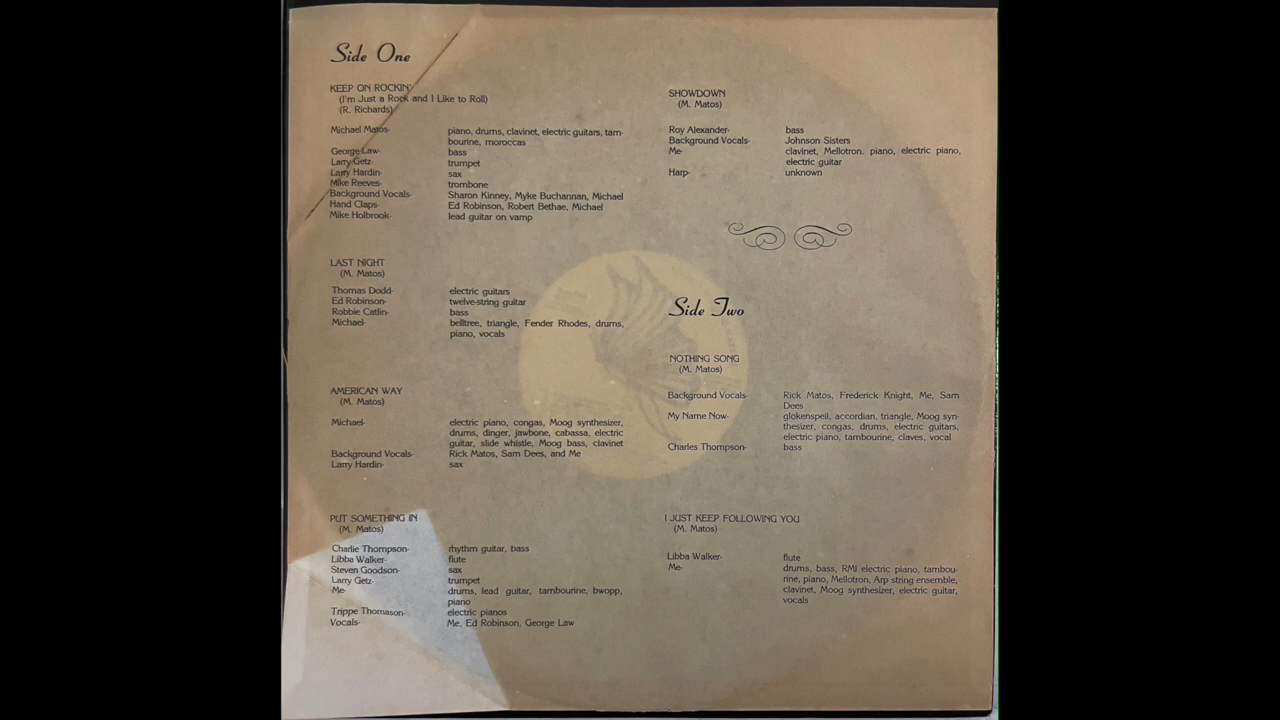 Side One
KEEP ON ROCKIN'
(I'm Just a Rock and I Like to Roll)
(R. Richards)
Michael Matos- piano, drums, clavinet, electric guitars, tam-
bourine, moroccas
George Law- bass
Larry Getz- trumpet
Larry Hardin- sax
Mike Reeves- trombone
Background Vocals- Sharon Kinney, Myke Buchannan, Michael
Hand Claps- Ed Robinson, Robert Bethae, Michael
Mike Holbrook- lead guitar on vamp
LAST NIGHT
(M. Matos)
Thomas Dodd- electric guitars
Ed Robinson- twelve-string guitar
Robbie Catlin- bass
Michael- belltree, triangle, Fender Rhodes, drums,
piano, vocals
AMERICAN WAY
(M. Matos)
Michael- electric piano, congas, Moog synthesizer,
drums, dinger, jawbone, cabassa, electric
guitar, slide whistle, Moog bass, clavinet
Background Vocals- Rick Matos, Sam Dees, and Me
Larry Hardin- sax
PUT SOMETHING IN
(M. Matos)
Charlie Thompson- rhythm guitar, bass
Libba Walker- flute
Steven Goodson- sax
Larry Getz- trumpet
Me- drums, lead guitar, tambourine, bwopp,
piano
Trippe Thomason- electric pianos
Vocals- Me, Ed Robinson, George Law
SHOWDOWN
(M. Matos)
Roy Alexander- bass
Background Vocals- Johnson Sisters
Me- clavinet, Mellotron. piano, electric piano,
electric guitar
Harp- unknown
Side Two
NOTHING SONG
(M. Matos)
Background Vocals- Rick Matos, Frederick Knight, Me, Sam
Dees
My Name Now- glokenspeil, accordian, triangle, Moog syn-
thesizer, congas, drums, electric guitars,
electric piano, tambourine, claves, vocal
Charles Thompson- bass
I JUST KEEP FOLLOWING YOU
(M. Matos)
Libba Walker- flute
Me- drums, bass, RMI electric piano, tambou-
rine, piano, Mellotron, Arp string ensemble,
clavinet, Moog synthesizer, electric guitar,
vocals